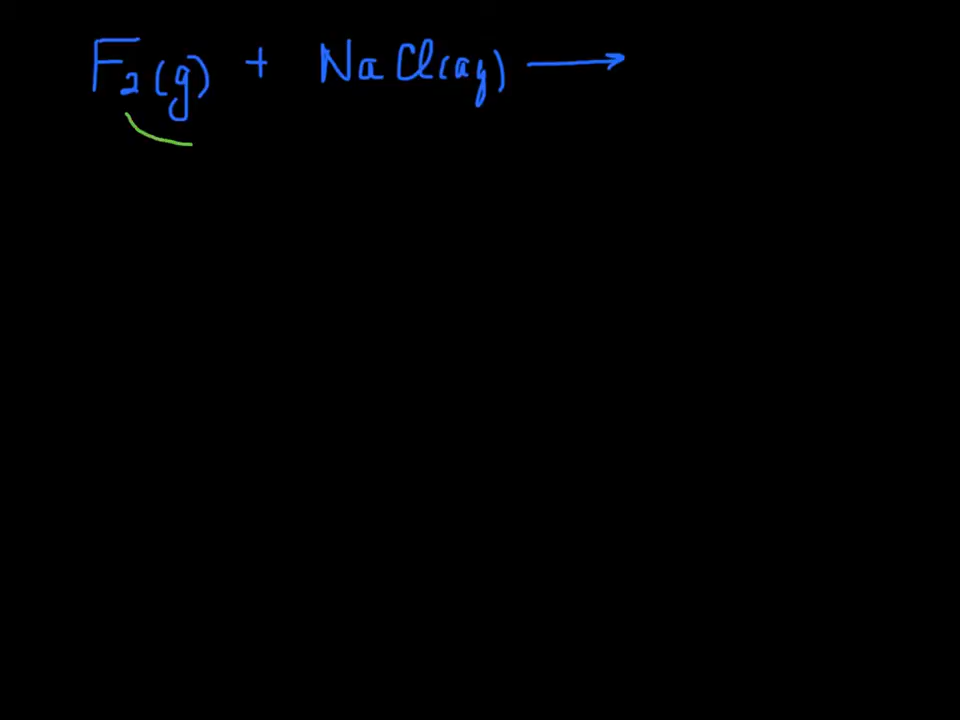 F₂(g) + NaCl(aq) ⟶